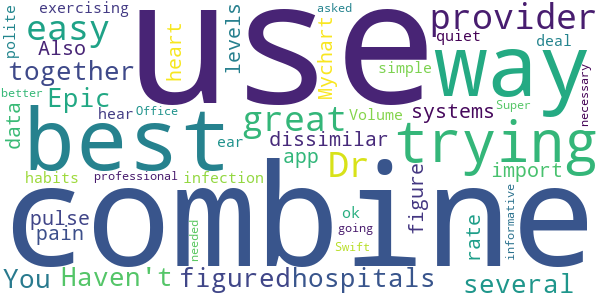 polite exercising Mychart asked quiet provider
easy use way deal
Also heart levels simple
together better
Epic data great systems Super necessary
hear Office Volume
best ear dissimilar trying
habits professional infection Dr app import
combine
pulse ok figure rate informative
pain needed going
Swift
You Haven't figured hospitals several